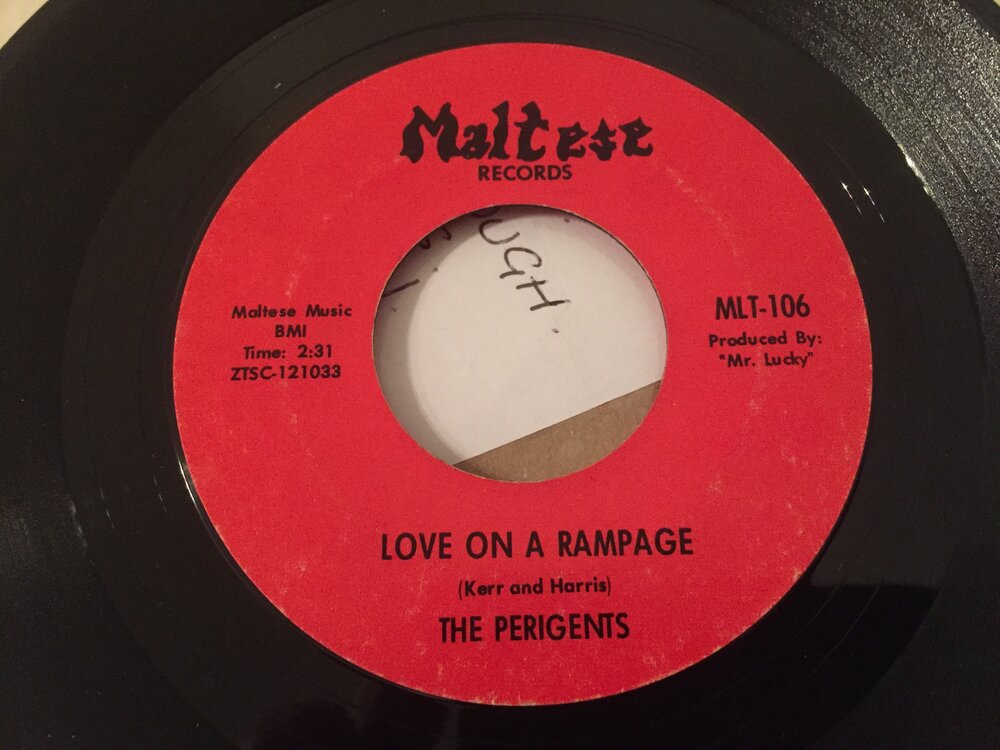 Maltese
RECORDS
OUGH.
Maltese Music
BMI
Time: 2:31
ZTSC-121033
MLT-106
Produced By:
"Mr. Lucky"
LOVE ON A RAMPAGE
(Kerr and Harris)
THE PERIGENTS